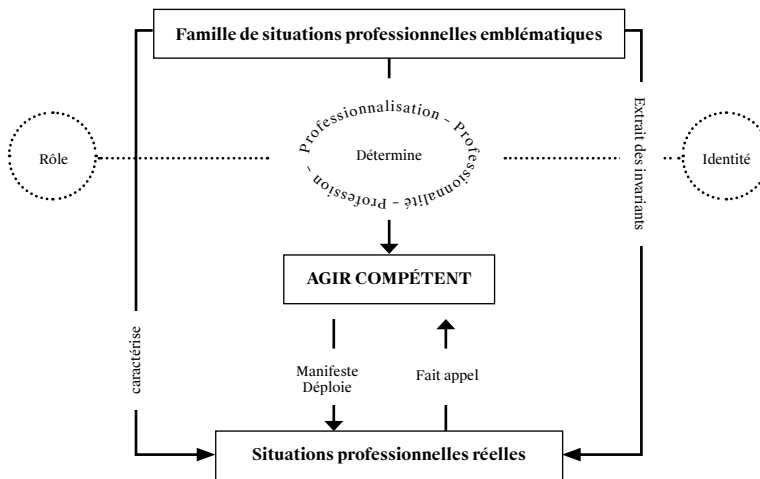 Famille de situations professionnelles emblématiques
Professionnalisation – Professionnalité – Profession –
Rôle
Détermine
Identité
Extrait des invariants
AGIR COMPÉTENT
caractérise
Manifeste
Déploie
Fait appel
Situations professionnelles réelles